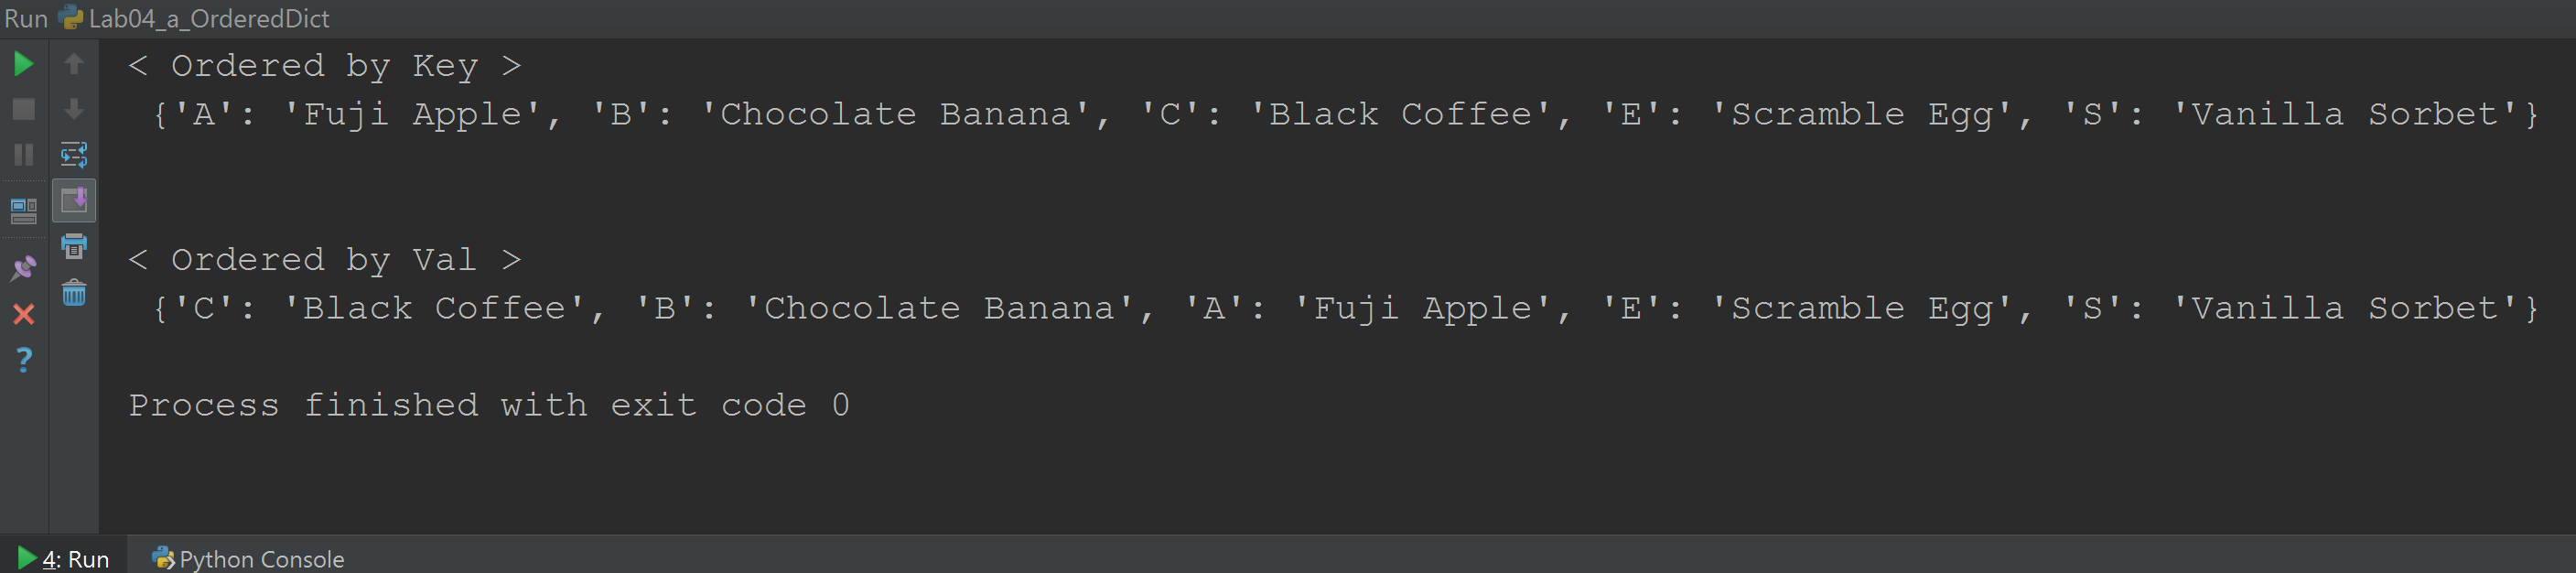 Run Lab04_a_OrderedDict
< Ordered by Key >
{'A': 'Fuji Apple', 'B': 'Chocolate Banana', 'C': 'Black Coffee', 'E': 'Scramble Egg', 'S': 'Vanilla Sorbet'}
< Ordered by Val >
{'C': 'Black Coffee', 'B': 'Chocolate Banana', 'A': 'Fuji Apple', 'E': 'Scramble Egg', 'S': 'Vanilla Sorbet'}
Process finished with exit code 0
4: Run Python Console